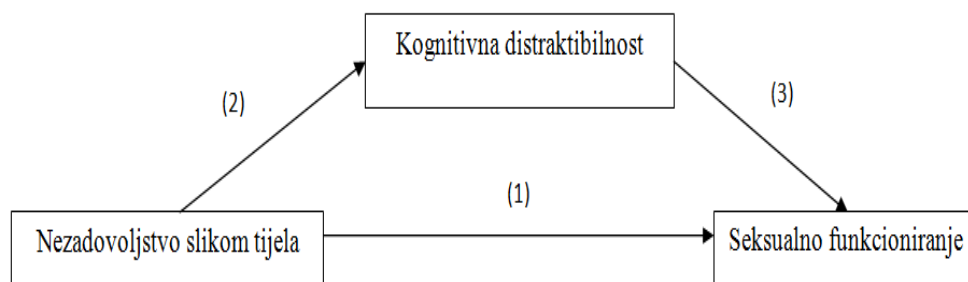 Kognitivna distraktibilnost
(2)
(3)
(1)
Nezadovoljstvo slikom tijela
Seksualno funkcioniranje